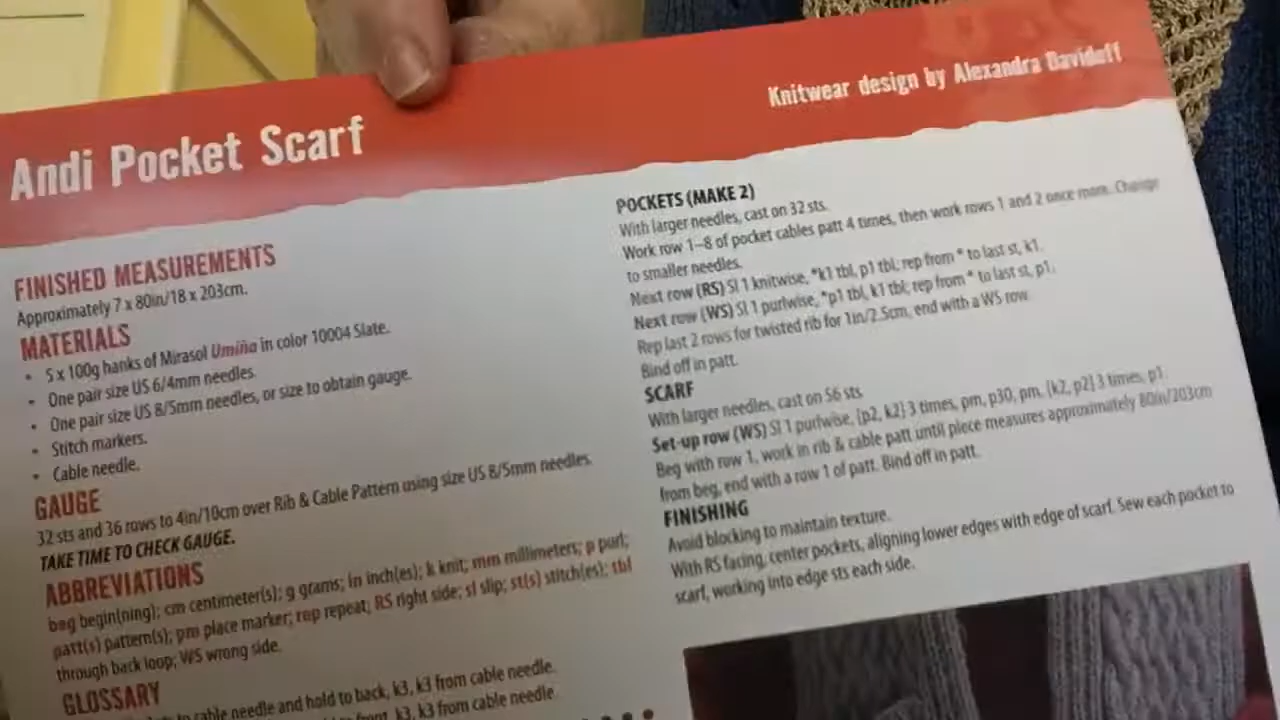 Andi Pocket Scarf
Knitwear design by Alexandra Davidoff
FINISHED MEASUREMENTS
Approximately 7 x 80in/18 x 203cm.
MATERIALS
• 5 x 100g hanks of Mirasol Umiña in color 10004 Slate.
• One pair size US 6/4mm needles.
• One pair size US 8/5mm needles, or size to obtain gauge.
• Stitch markers.
• Cable needle.
GAUGE
32 sts and 36 rows to 4in/10cm over Rib & Cable Pattern using size US 8/5mm needles.
TAKE TIME TO CHECK GAUGE.
ABBREVIATIONS
beg begin(ning); cm centimeter(s); g grams; in inch(es); k knit; mm millimeters; p purl;
patt(s) pattern(s); pm place marker; rep repeat; RS right side; sl slip; st(s) stitch(es); tbl
through back loop; WS wrong side.
GLOSSARY
to cable needle and hold to back, k3, k3 from cable needle.
to front, k3, k3 from cable needle.
POCKETS (MAKE 2)
With larger needles, cast on 32 sts.
Work row 1–8 of pocket cables patt 4 times, then work rows 1 and 2 once more. Change
to smaller needles.
Next row (RS) Sl 1 knitwise, *k1 tbl, p1 tbl; rep from * to last st, k1.
Next row (WS) Sl 1 purlwise, *p1 tbl, k1 tbl; rep from * to last st, p1.
Rep last 2 rows for twisted rib for 1in/2.5cm, end with a WS row.
Bind off in patt.
SCARF
With larger needles, cast on 56 sts.
Set-up row (WS) Sl 1 purlwise, [p2, k2] 3 times, pm, p30, pm, [k2, p2] 3 times, p1.
Beg with row 1, work in rib & cable patt until piece measures approximately 80in/203cm
from beg, end with a row 1 of patt. Bind off in patt.
FINISHING
Avoid blocking to maintain texture.
With RS facing, center pockets, aligning lower edges with edge of scarf. Sew each pocket to
scarf, working into edge sts each side.